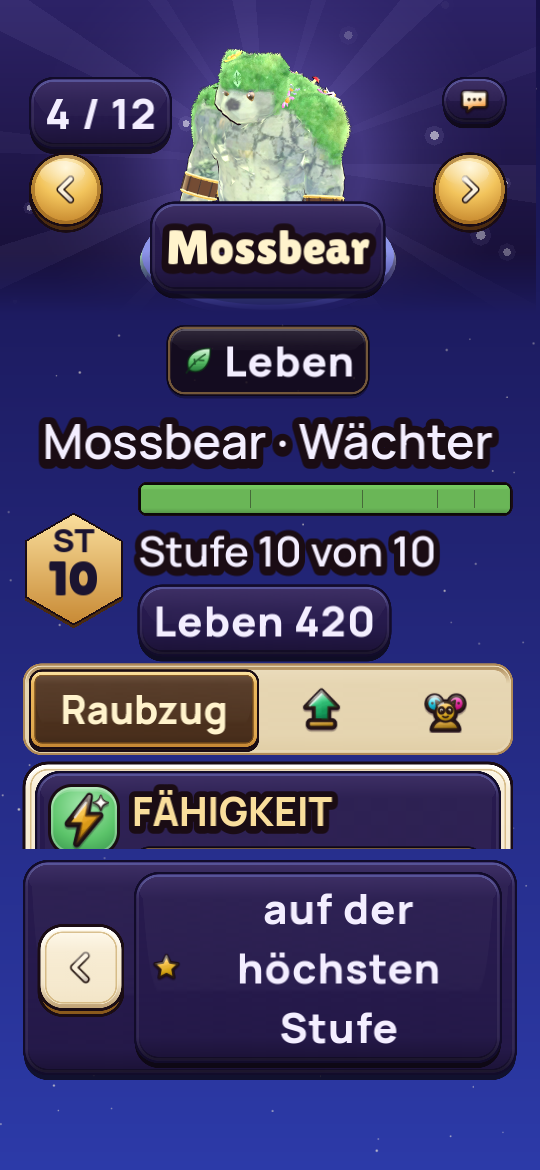 4 / 12
Mossbear
Leben
Mossbear · Wächter
ST
10
Stufe 10 von 10
Leben 420
Raubzug
FÄHIGKEIT
auf der
höchsten
Stufe